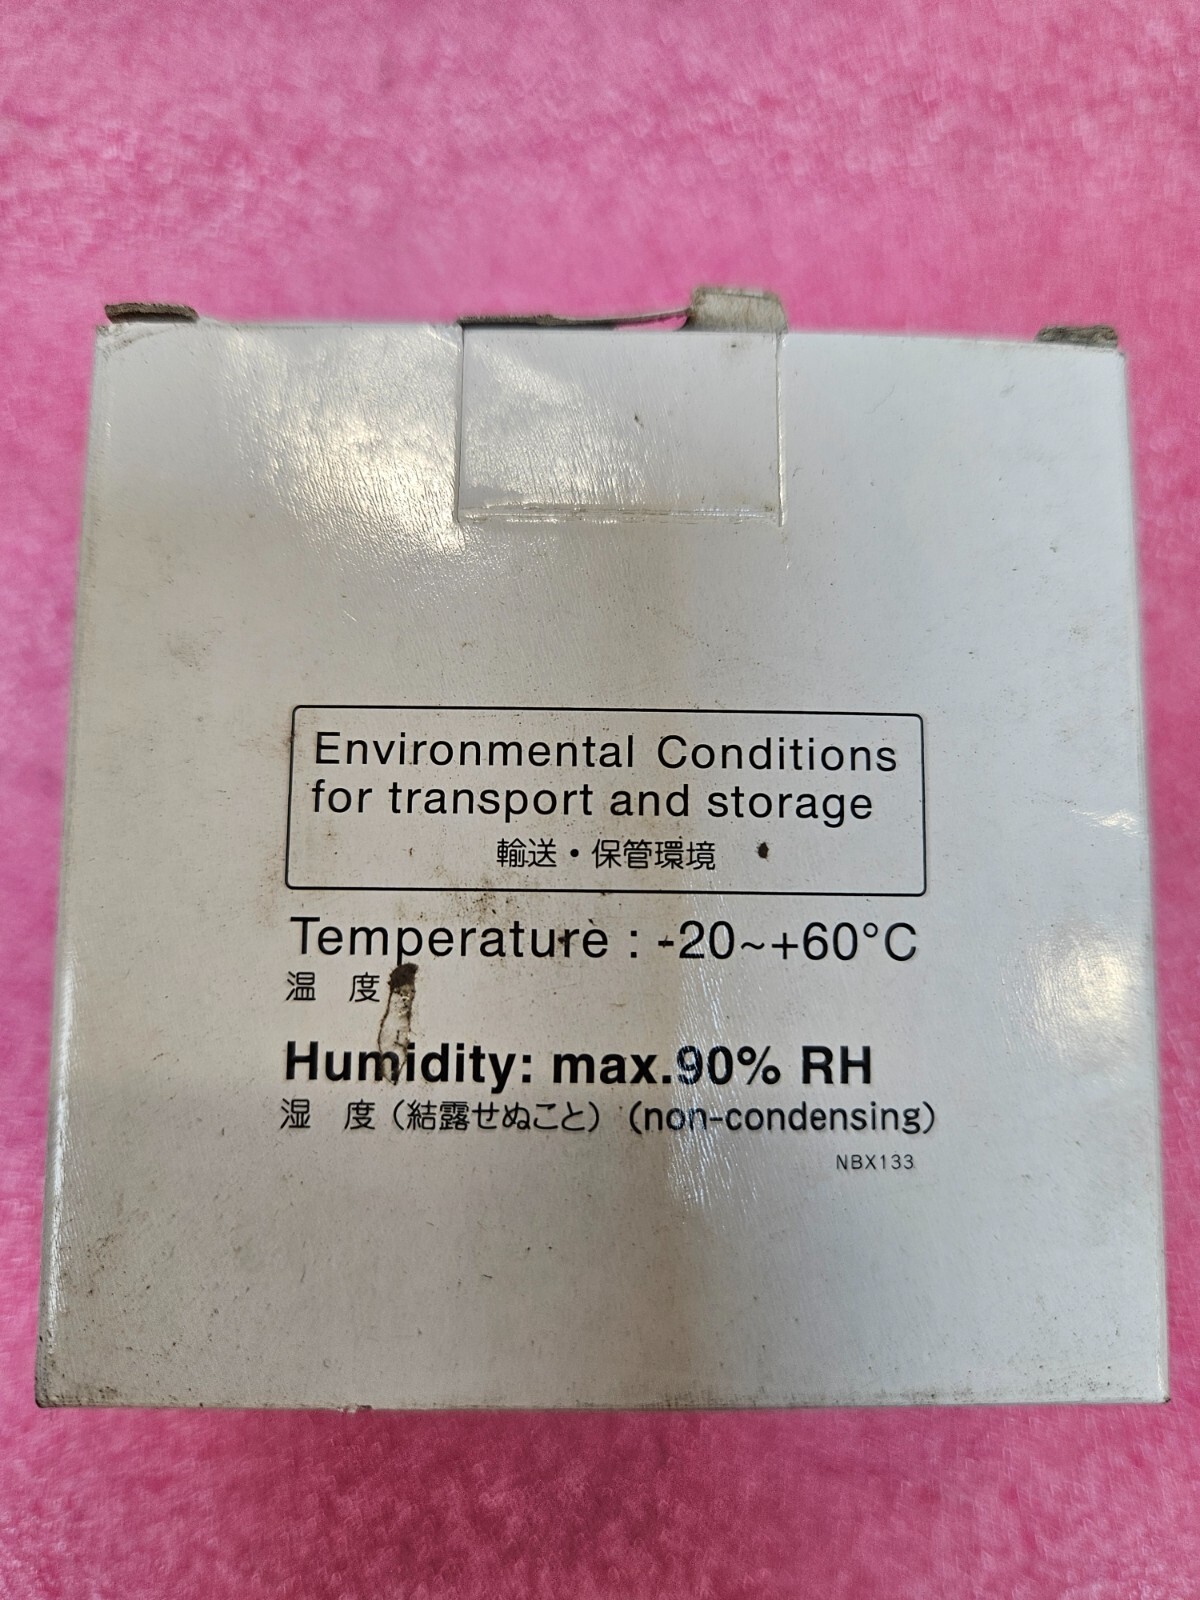 Environmental Conditions
for transport and storage
輸送・保管環境
Temperature : -20~+60°C
温 度
Humidity: max.90% RH
湿 度（結露せぬこと） (non-condensing)
NBX133